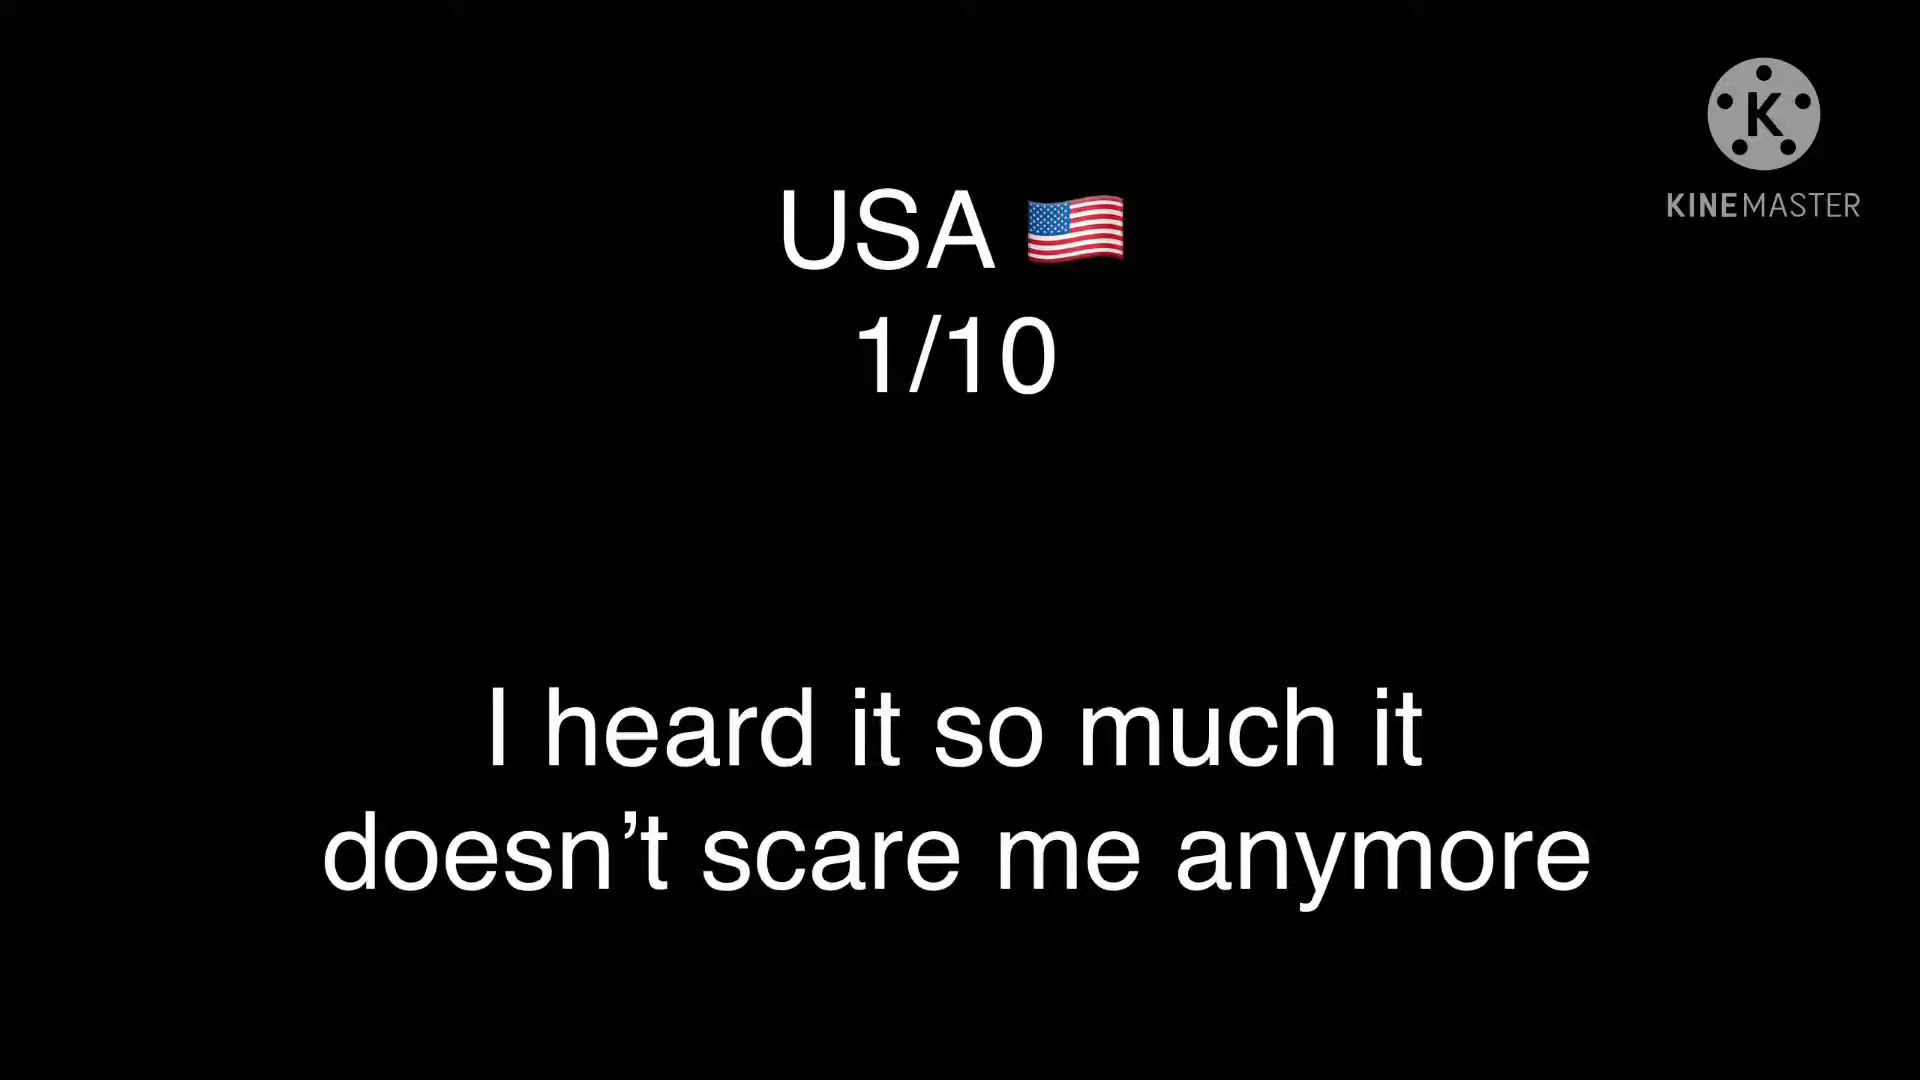 K
KINEMASTER
USA 🇺🇸
1/10
I heard it so much it
doesn’t scare me anymore